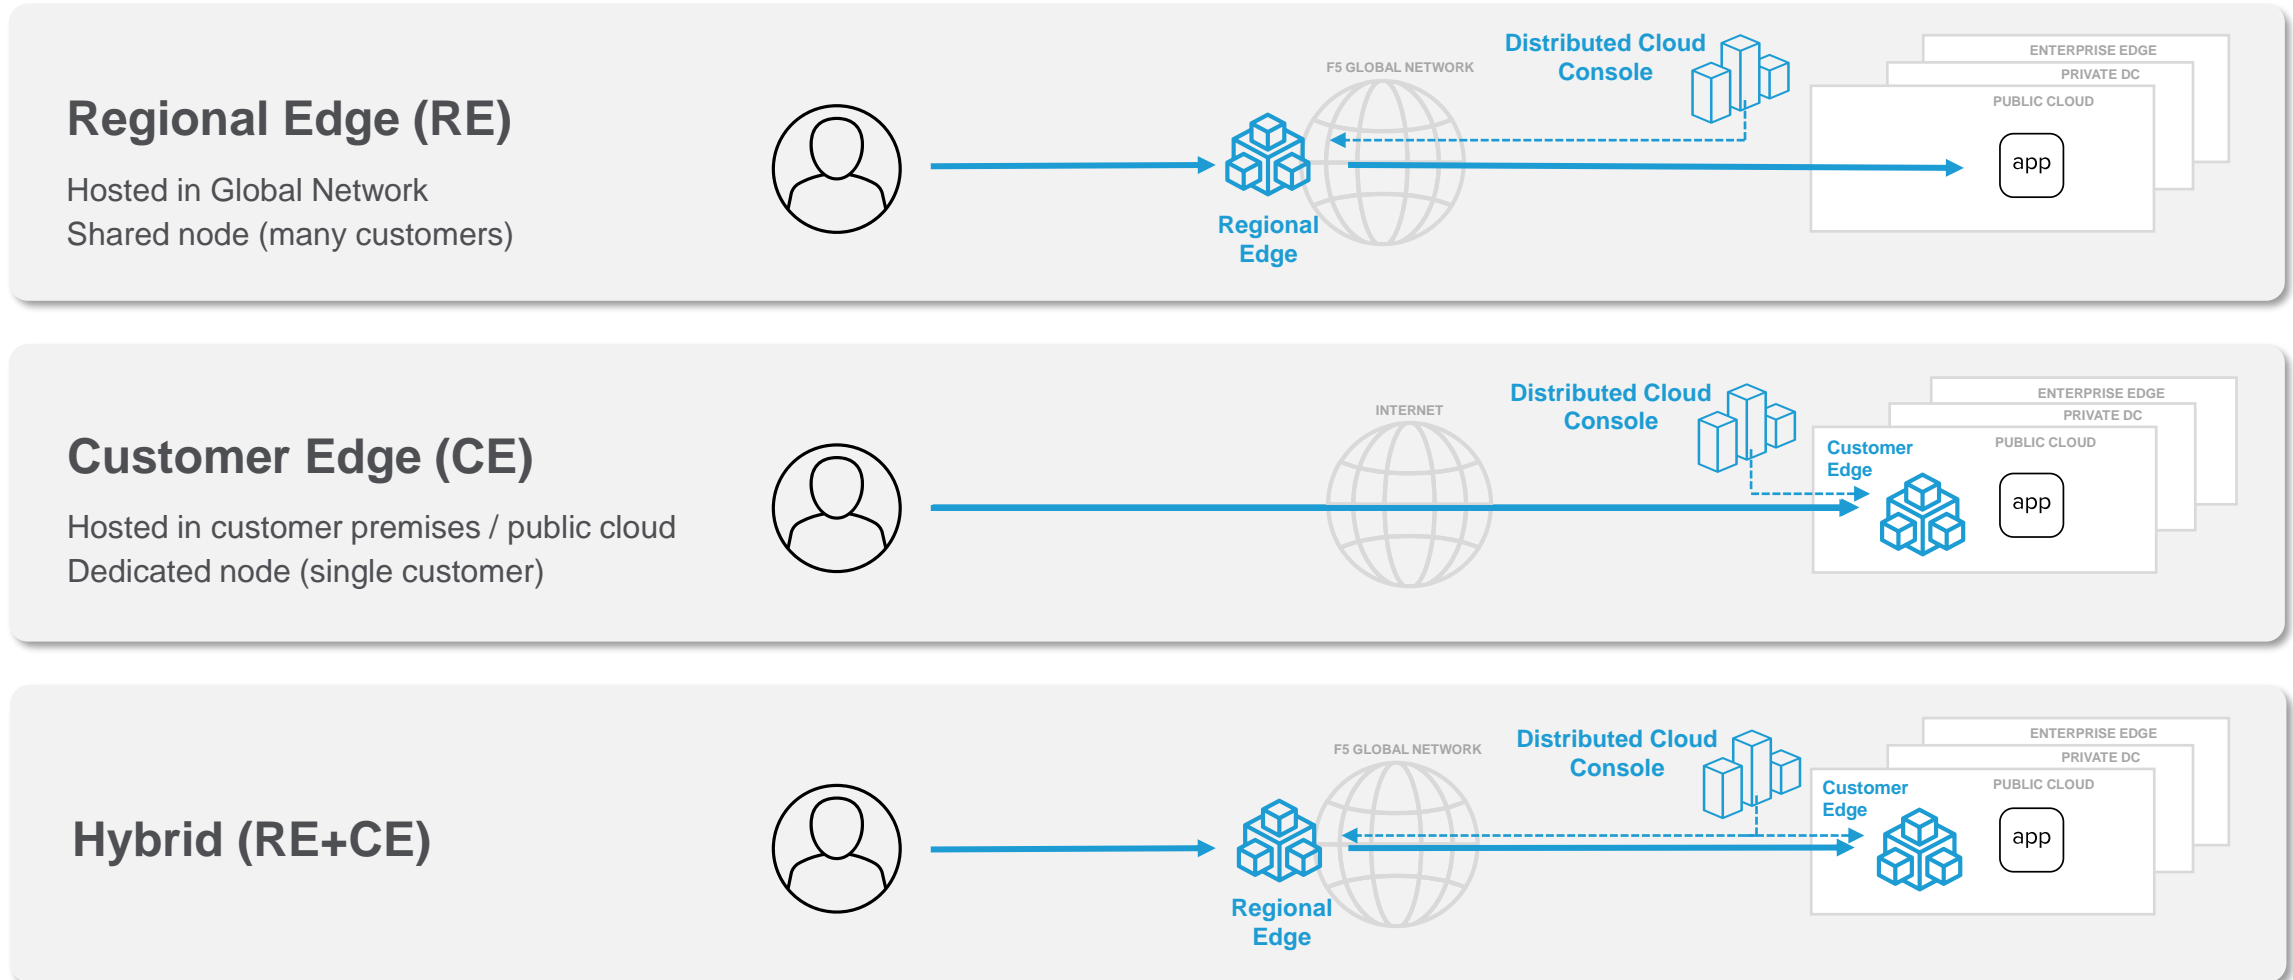 Regional Edge (RE)
Hosted in Global Network
Shared node (many customers)
Regional
Edge
F5 GLOBAL NETWORK
Distributed Cloud
Console
ENTERPRISE EDGE
PRIVATE DC
PUBLIC CLOUD
app
Customer Edge (CE)
Hosted in customer premises / public cloud
Dedicated node (single customer)
INTERNET
Distributed Cloud
Console
ENTERPRISE EDGE
PRIVATE DC
PUBLIC CLOUD
Customer
Edge
app
Hybrid (RE+CE)
Regional
Edge
F5 GLOBAL NETWORK
Distributed Cloud
Console
ENTERPRISE EDGE
PRIVATE DC
PUBLIC CLOUD
Customer
Edge
app